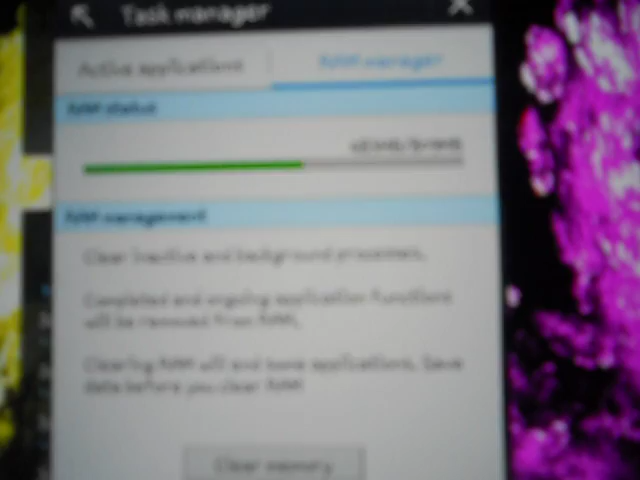 Task manager
Active applications
RAM manager
RAM status
RAM management
Clear inactive and background processes.
Completed and ongoing application functions
will be removed from RAM.
Clearing RAM will end some applications. Save
data before you clear RAM
Clear memory